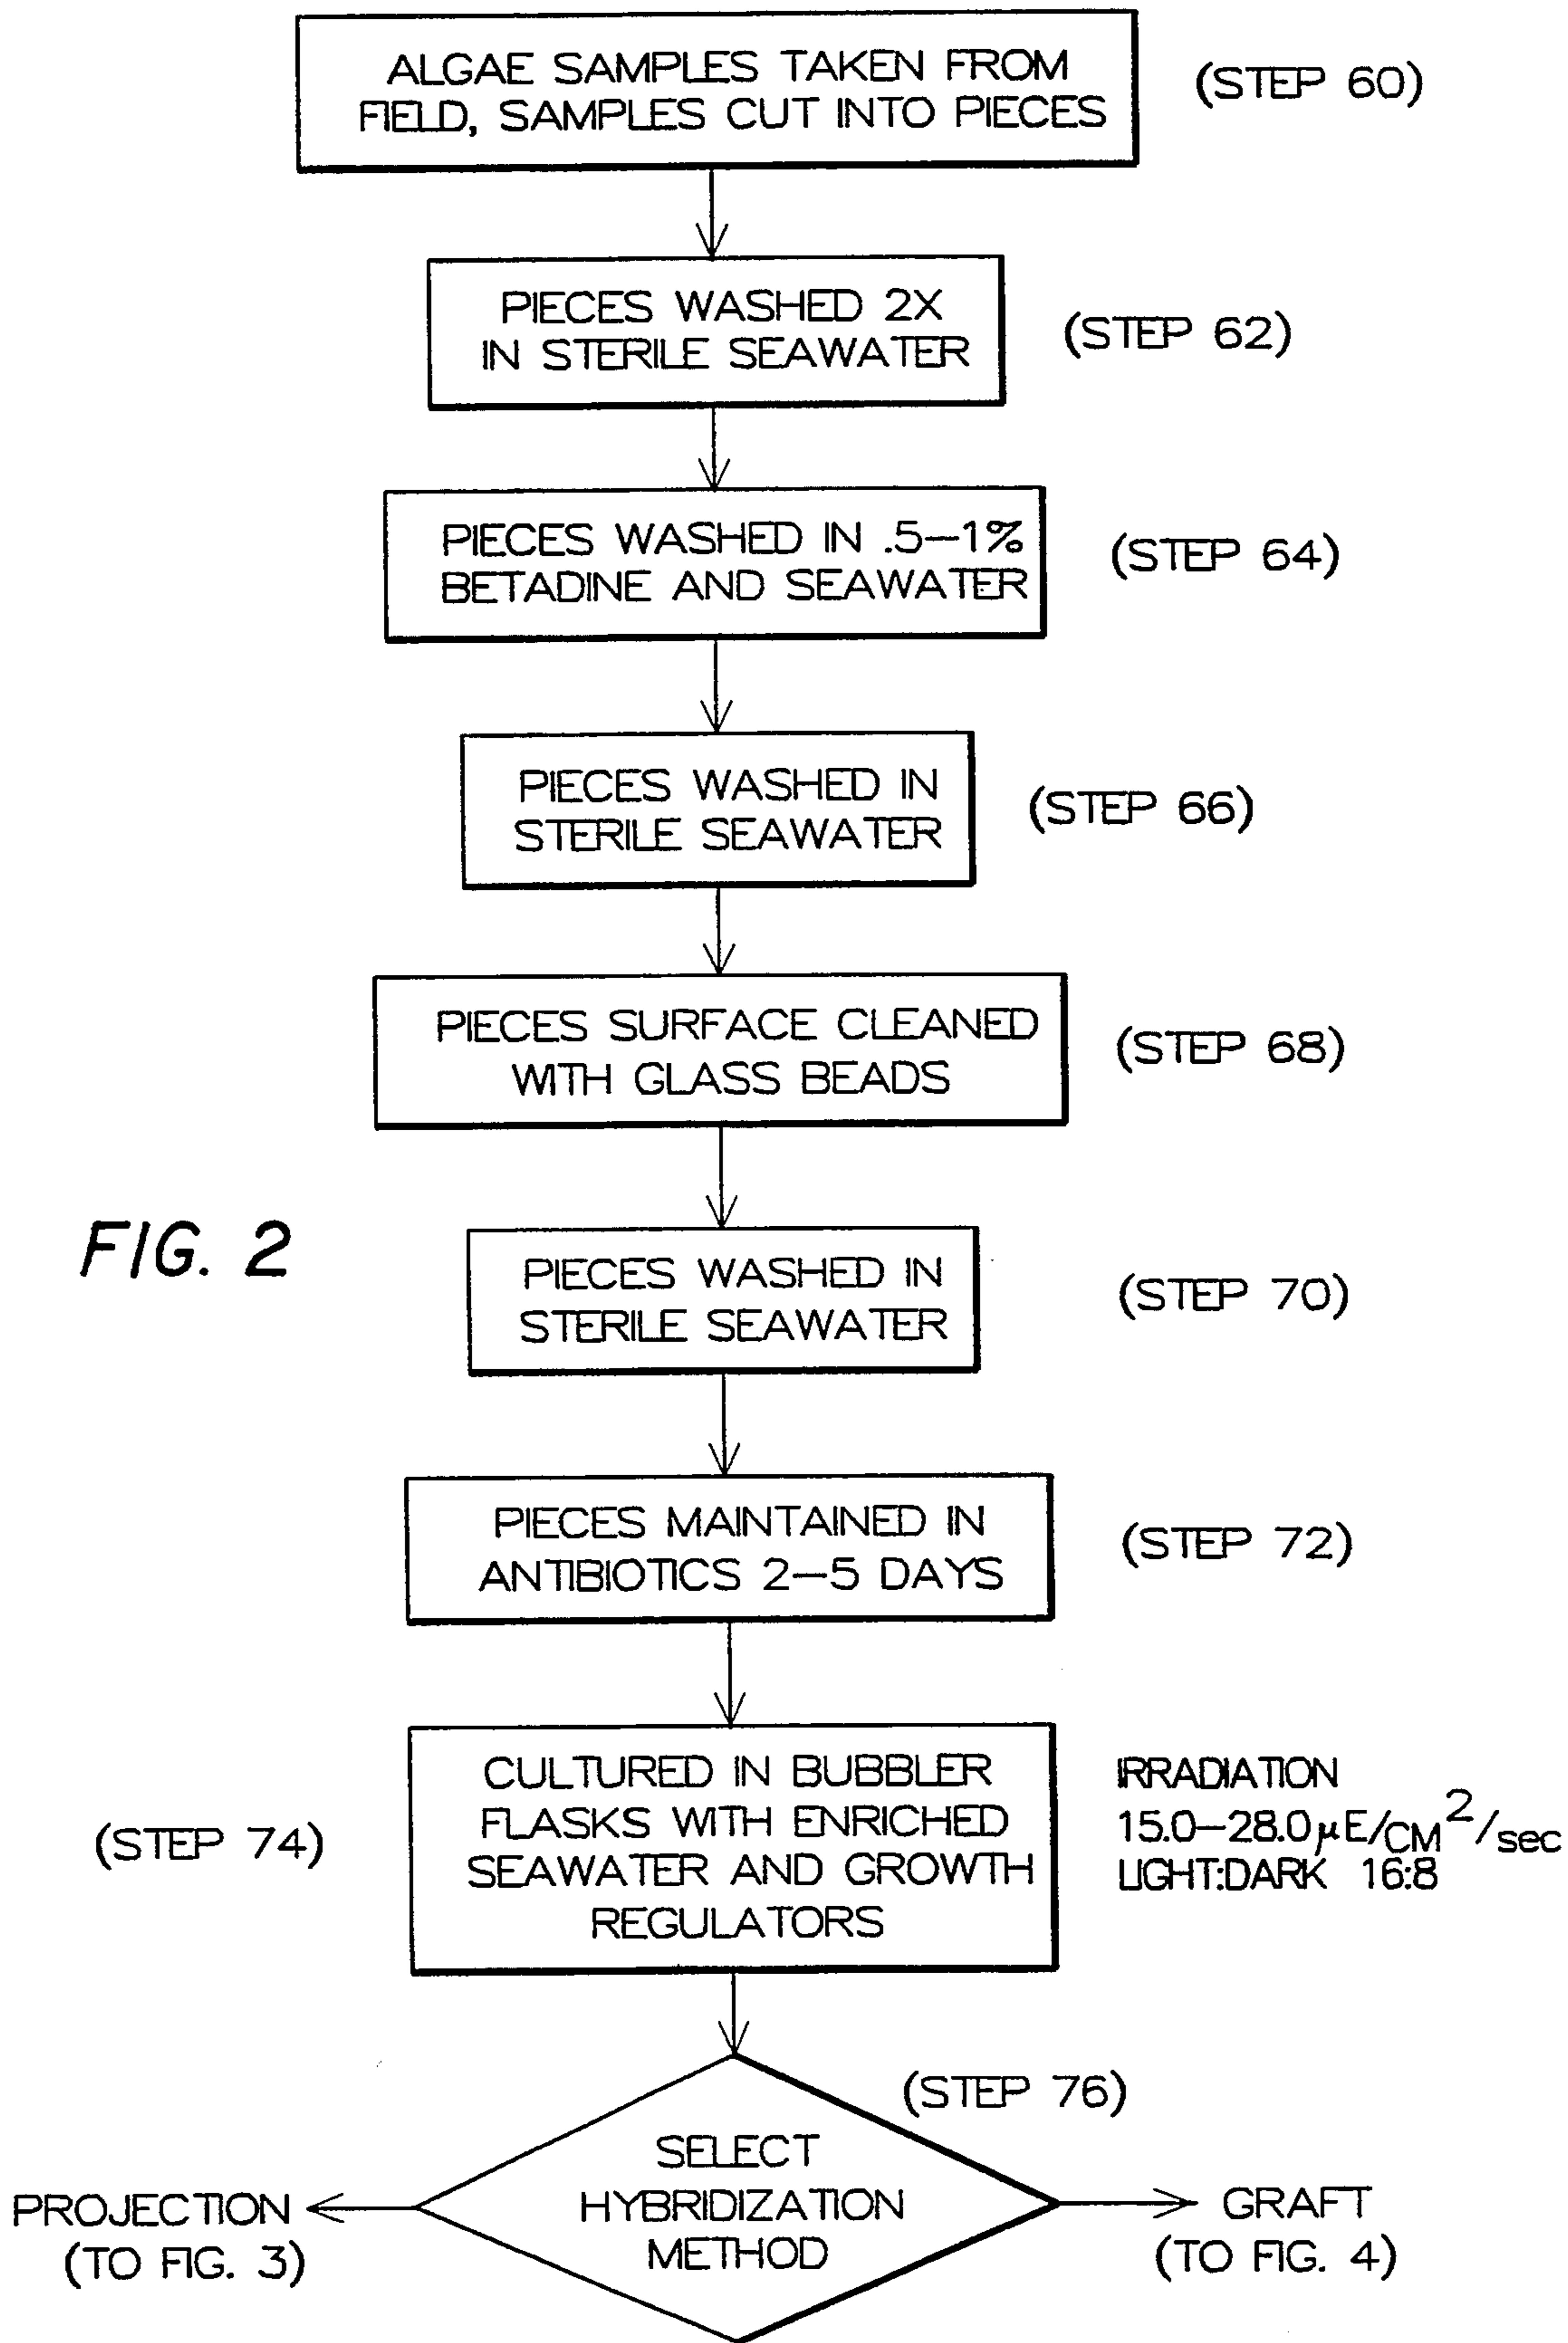 ALGAE SAMPLES TAKEN FROM
FIELD, SAMPLES CUT INTO PIECES
(STEP 60)
PIECES WASHED 2X
IN STERILE SEAWATER
(STEP 62)
PIECES WASHED IN .5–1%
BETADINE AND SEAWATER
(STEP 64)
PIECES WASHED IN
STERILE SEAWATER
(STEP 66)
PIECES SURFACE CLEANED
WITH GLASS BEADS
(STEP 68)
FIG. 2
PIECES WASHED IN
STERILE SEAWATER
(STEP 70)
PIECES MAINTAINED IN
ANTIBIOTICS 2–5 DAYS
(STEP 72)
(STEP 74)
CULTURED IN BUBBLER
FLASKS WITH ENRICHED
SEAWATER AND GROWTH
REGULATORS
IRRADIATION
15.0–28.0 µE/CM²/sec
LIGHT:DARK 16:8
(STEP 76)
SELECT
HYBRIDIZATION
METHOD
PROJECTION
(TO FIG. 3)
GRAFT
(TO FIG. 4)